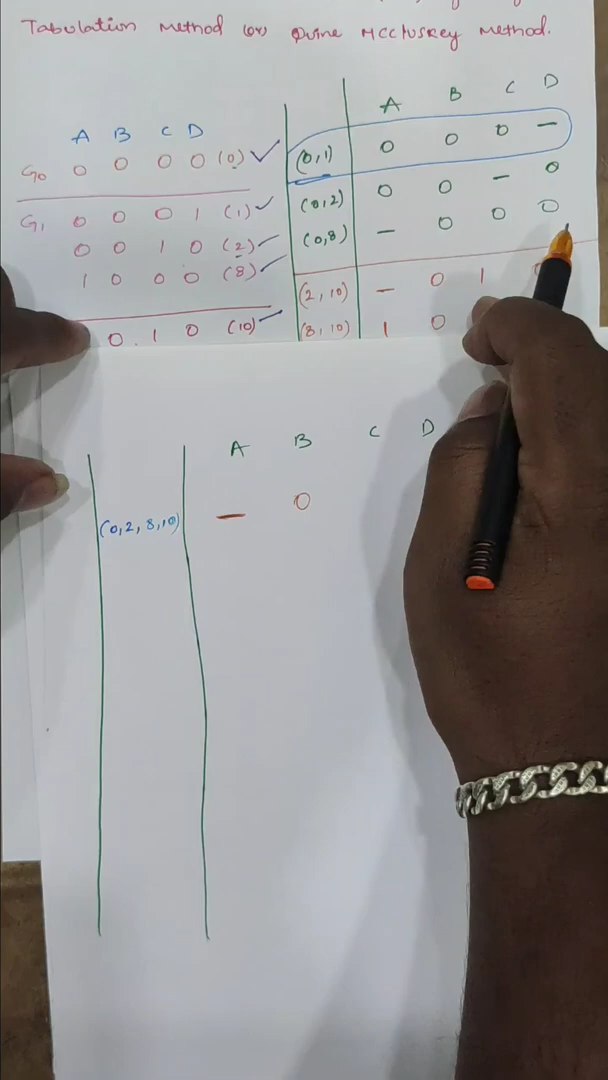 Tabulation Method (or) Quine McCluskey Method.
A B C D
G0 0 0 0 0 (0) ✓
G1 0 0 0 1 (1) ✓
0 0 1 0 (2) ✓
1 0 0 0 (8) ✓
0 1 0 (10) ✓
A B C D
(0,1) 0 0 0 –
(0,2) 0 0 – 0
(0,8) – 0 0 0
(2,10) – 0 1
(8,10) 1 0
A B C D
(0,2,8,10) – 0